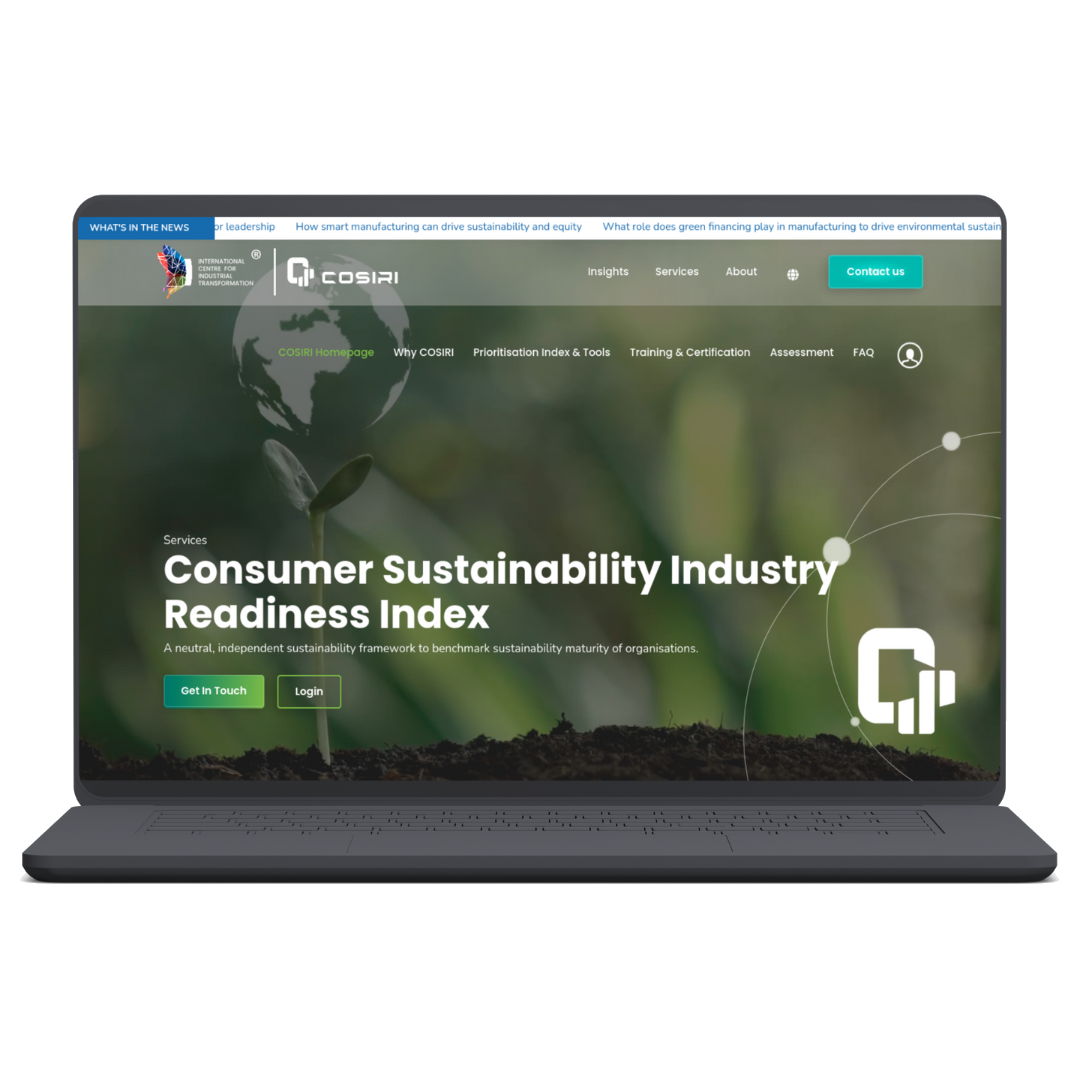 WHAT'S IN THE NEWS
or leadership How smart manufacturing can drive sustainability and equity What role does green financing play in manufacturing to drive environmental sustain
INTERNATIONAL
CENTRE FOR
INDUSTRIAL
TRANSFORMATION
®
COSIRI
Insights Services About Contact us
COSIRI Homepage Why COSIRI Prioritisation Index & Tools Training & Certification Assessment FAQ
Services
Consumer Sustainability Industry
Readiness Index
A neutral, independent sustainability framework to benchmark sustainability maturity of organisations.
Get In Touch Login